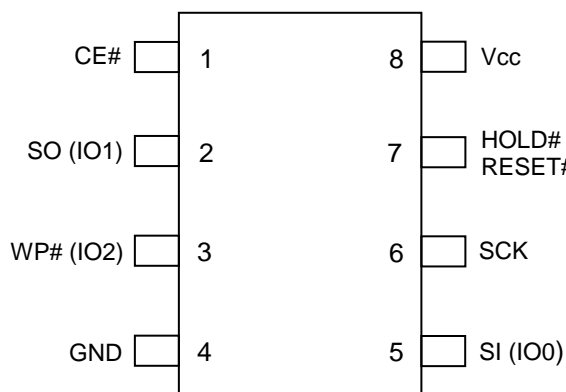 CE# 1 8 Vcc
SO (IO1) 2 7 HOLD#
RESET#
WP# (IO2) 3 6 SCK
GND 4 5 SI (IO0)